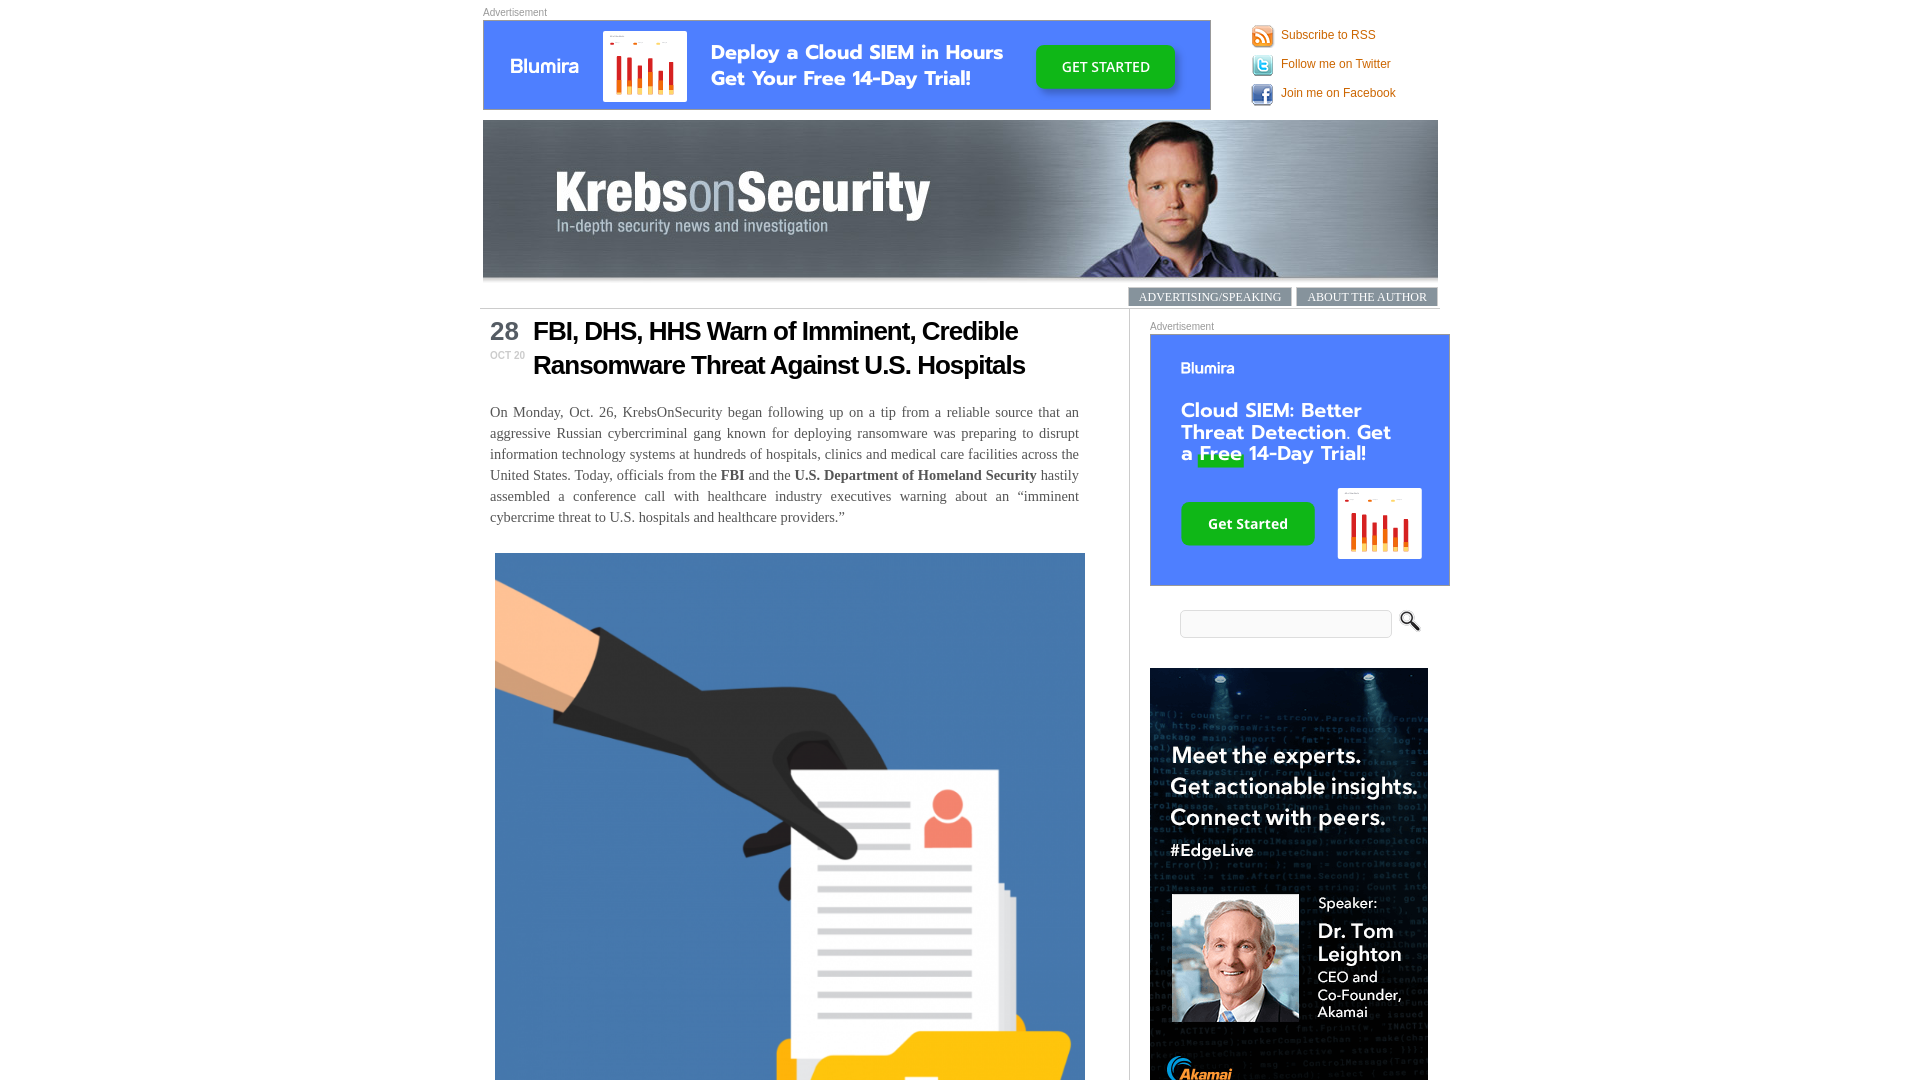 Advertisement
Blumira
Deploy a Cloud SIEM in Hours
Get Your Free 14-Day Trial!
GET STARTED
Subscribe to RSS
Follow me on Twitter
Join me on Facebook
KrebsonSecurity
In-depth security news and investigation
ADVERTISING/SPEAKING
ABOUT THE AUTHOR
28
OCT 20
FBI, DHS, HHS Warn of Imminent, Credible
Ransomware Threat Against U.S. Hospitals
On Monday, Oct. 26, KrebsOnSecurity began following up on a tip from a reliable source that an
aggressive Russian cybercriminal gang known for deploying ransomware was preparing to disrupt
information technology systems at hundreds of hospitals, clinics and medical care facilities across the
United States. Today, officials from the FBI and the U.S. Department of Homeland Security hastily
assembled a conference call with healthcare industry executives warning about an “imminent
cybercrime threat to U.S. hospitals and healthcare providers.”
Advertisement
Blumira
Cloud SIEM: Better
Threat Detection. Get
a Free 14-Day Trial!
Get Started
Meet the experts.
Get actionable insights.
Connect with peers.
#EdgeLive
Speaker:
Dr. Tom
Leighton
CEO and
Co-Founder,
Akamai
Akamai